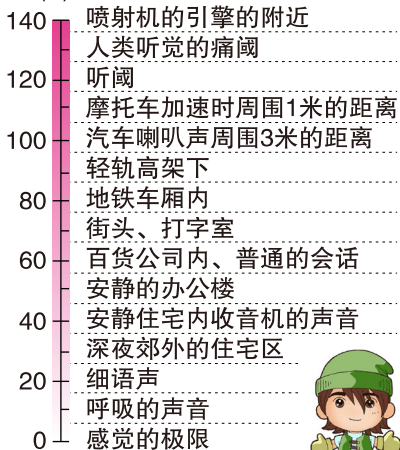 140 喷射机的引擎的附近
人类听觉的痛阈
120 听阈
摩托车加速时周围1米的距离
100 汽车喇叭声周围3米的距离
轻轨高架下
80 地铁车厢内
街头、打字室
60 百货公司内、普通的会话
安静的办公楼
40 安静住宅内收音机的声音
深夜郊外的住宅区
20 细语声
呼吸的声音
0 感觉的极限